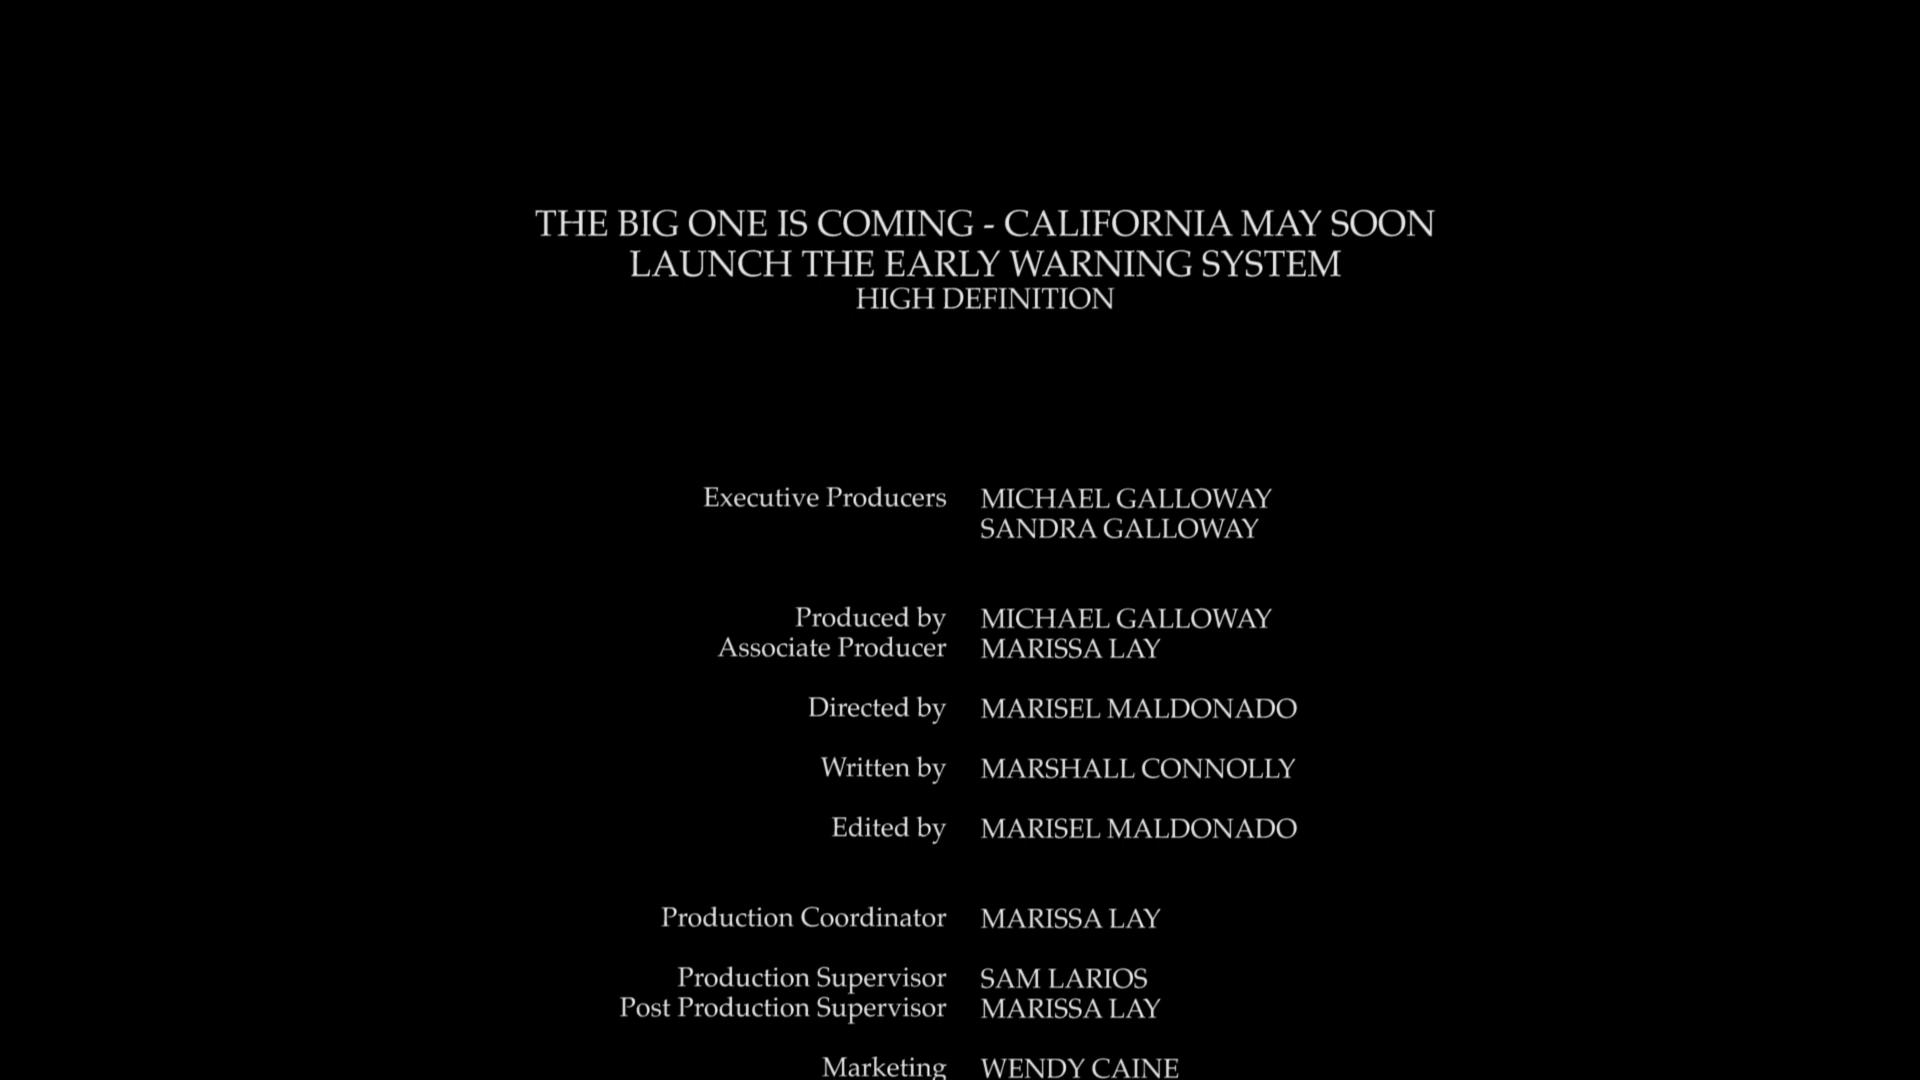 THE BIG ONE IS COMING - CALIFORNIA MAY SOON
LAUNCH THE EARLY WARNING SYSTEM
HIGH DEFINITION
Executive Producers MICHAEL GALLOWAY
SANDRA GALLOWAY
Produced by MICHAEL GALLOWAY
Associate Producer MARISSA LAY
Directed by MARISEL MALDONADO
Written by MARSHALL CONNOLLY
Edited by MARISEL MALDONADO
Production Coordinator MARISSA LAY
Production Supervisor SAM LARIOS
Post Production Supervisor MARISSA LAY
Marketing WENDY CAINE